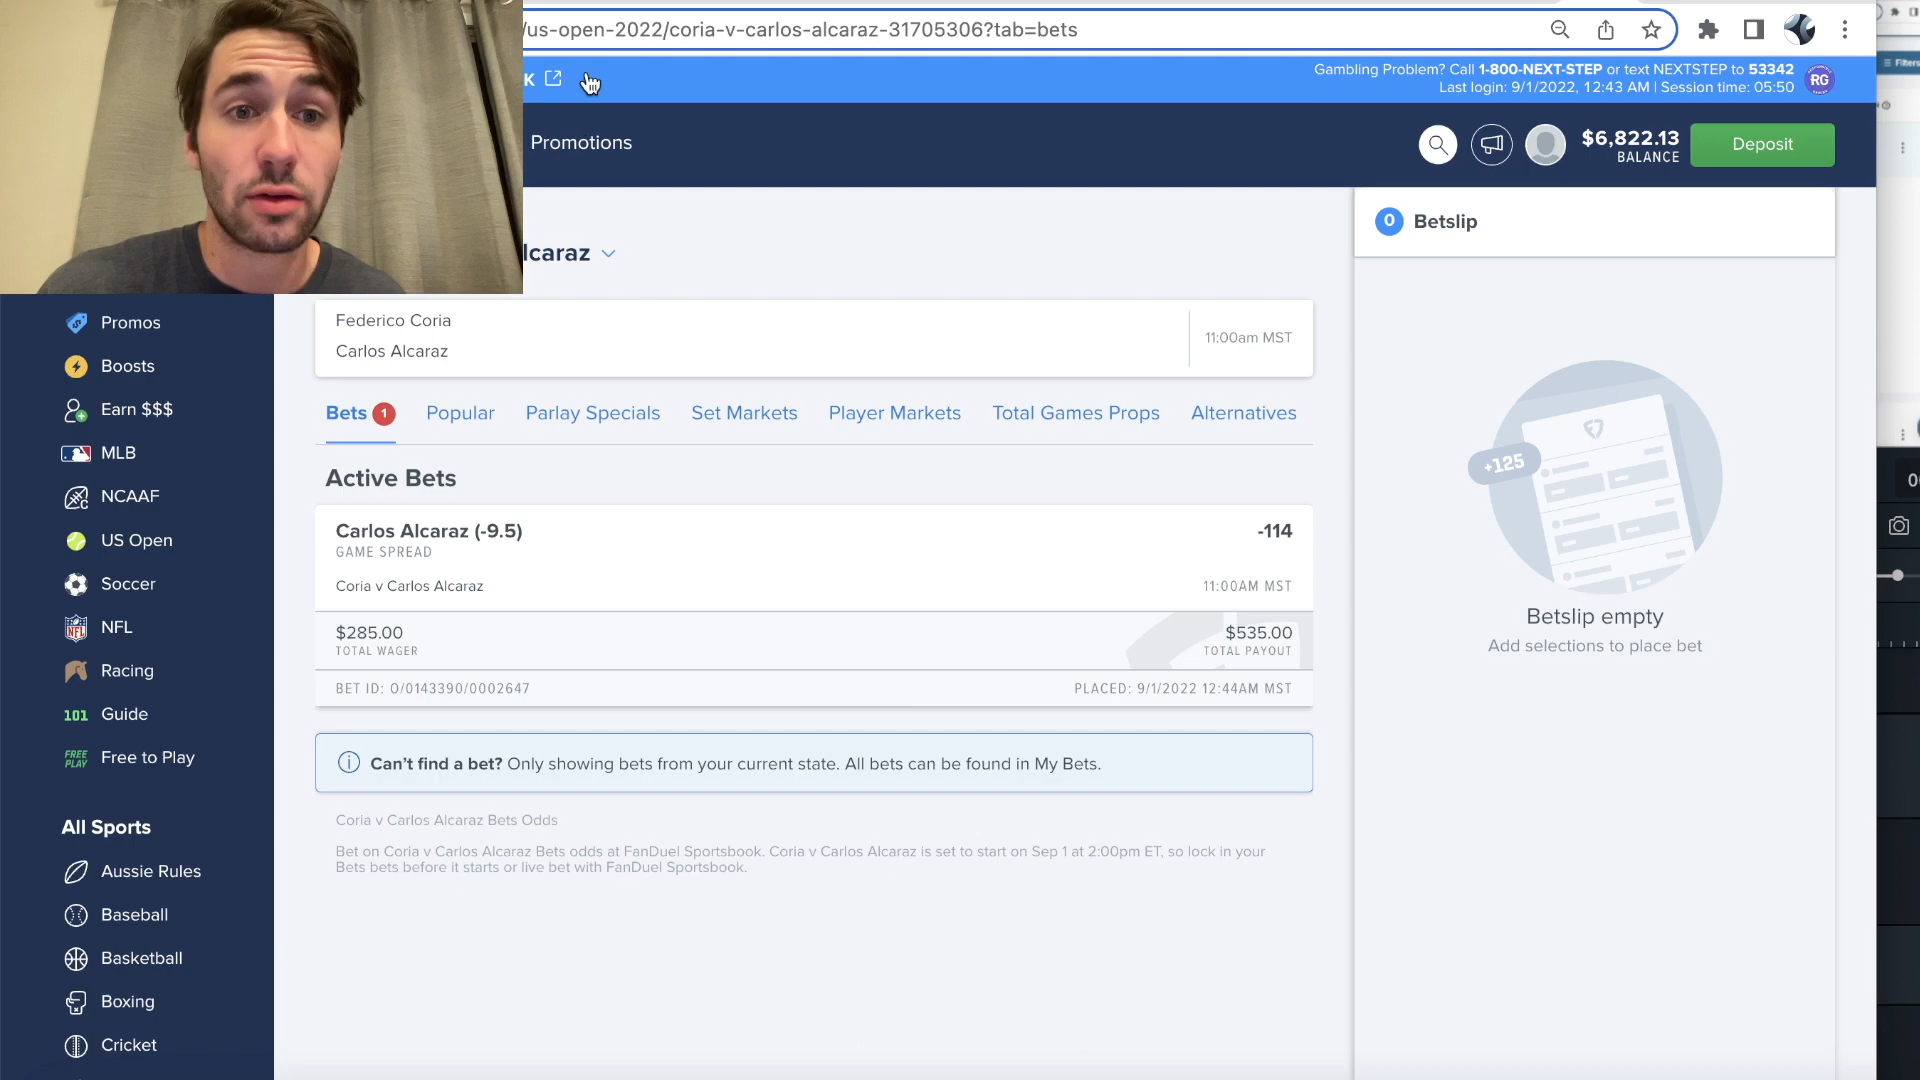 /us-open-2022/coria-v-carlos-alcaraz-31705306?tab=bets
K
Gambling Problem? Call 1-800-NEXT-STEP or text NEXTSTEP to 53342
Last login: 9/1/2022, 12:43 AM | Session time: 05:50
RG
Filters
Promotions
$6,822.13
BALANCE
Deposit
lcaraz
0 Betslip
Promos
Boosts
Earn $$$
MLB
NCAAF
US Open
Soccer
NFL
Racing
101 Guide
FREE PLAY Free to Play
All Sports
Aussie Rules
Baseball
Basketball
Boxing
Cricket
Federico Coria
Carlos Alcaraz
11:00am MST
Bets 1 Popular Parlay Specials Set Markets Player Markets Total Games Props Alternatives
Active Bets
Carlos Alcaraz (-9.5) -114
GAME SPREAD
Coria v Carlos Alcaraz 11:00AM MST
$285.00 $535.00
TOTAL WAGER TOTAL PAYOUT
BET ID: O/0143390/0002647 PLACED: 9/1/2022 12:44AM MST
Can't find a bet? Only showing bets from your current state. All bets can be found in My Bets.
Coria v Carlos Alcaraz Bets Odds
Bet on Coria v Carlos Alcaraz Bets odds at FanDuel Sportsbook. Coria v Carlos Alcaraz is set to start on Sep 1 at 2:00pm ET, so lock in your
Bets bets before it starts or live bet with FanDuel Sportsbook.
+125
Betslip empty
Add selections to place bet